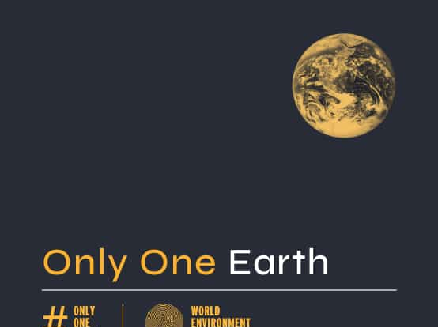 Only One Earth
# ONLY
ONE
WORLD
ENVIRONMENT